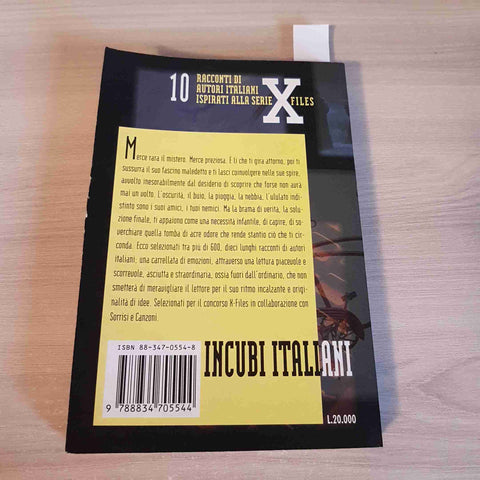 10 RACCONTI DI
AUTORI ITALIANI
ISPIRATI ALLA SERIE X FILES
Merce rara il mistero. Merce preziosa. È lì che ti gira attorno, poi ti
sussurra il suo fascino maledetto e ti lasci coinvolgere nelle sue spire,
avvolto inesorabilmente dal desiderio di scoprire che forse non avrà
mai un volto. L'oscurità, il buio, la pioggia, la nebbia, l'ululato indi-
stinto sono i suoi amici, i tuoi nemici. Ma la brama di verità, la solu-
zione finale, ti appaiono come una necessità infantile, di capire, di so-
verchiare quella tomba di acre odore che rende stantio ciò che ti cir-
conda. Ecco selezionati tra più di 600, dieci lunghi racconti di autori
italiani; una carrellata di emozioni, attraverso una lettura piacevole e
scorrevole, asciutta e straordinaria, ossia fuori dall'ordinario, che non
smetterà di meravigliare il lettore per il suo ritmo incalzante e origi-
nalità di idee. Selezionati per il concorso X-Files in collaborazione con
Sorrisi e Canzoni.
ISBN 88-347-0554-8
9 788834 705544
INCUBI ITALIANI
L.20.000